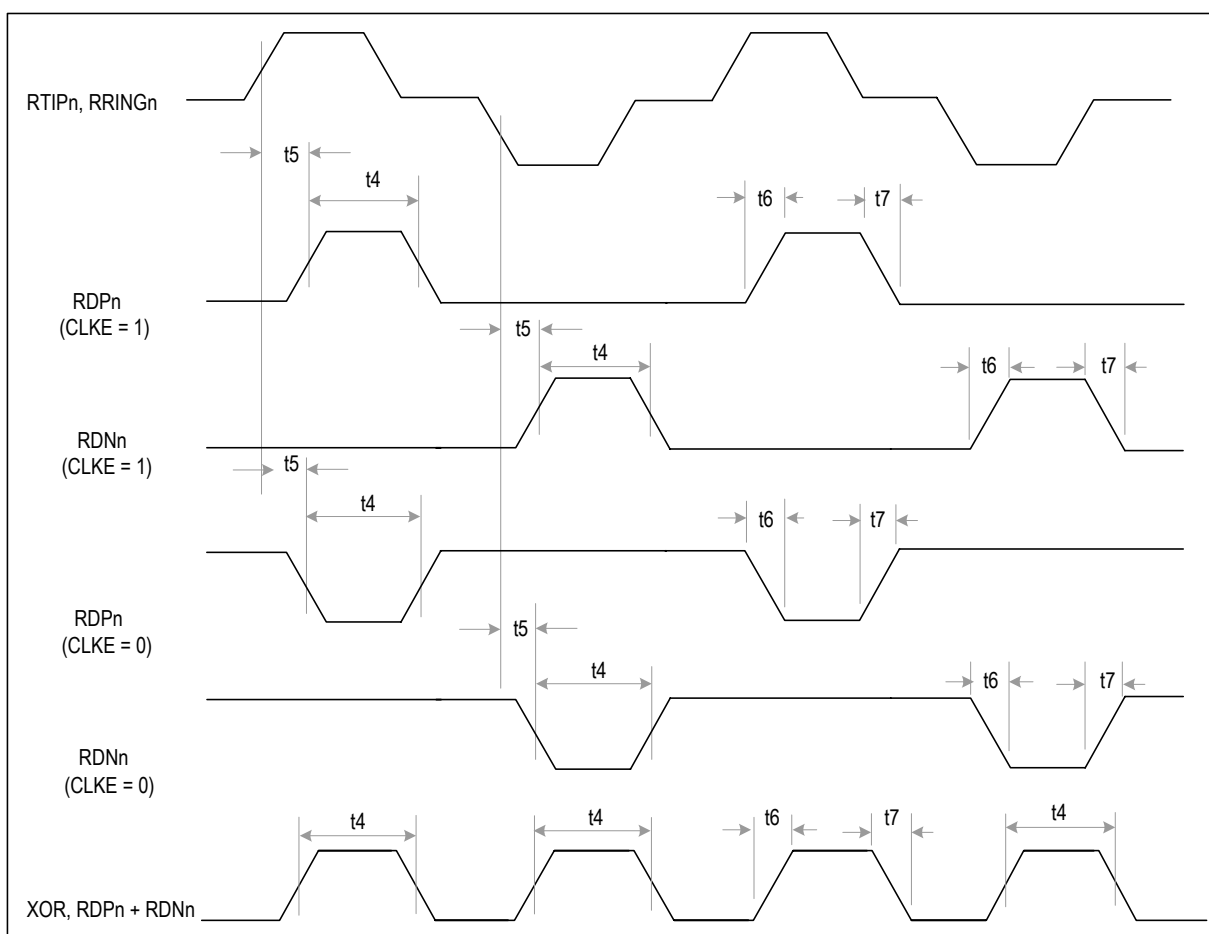 RTIPn, RRINGn
t5
t4
t6
t7
RDPn
(CLKE = 1)
t5
t4
t6
t7
RDNn
(CLKE = 1)
t5
t4
t6
t7
RDPn
(CLKE = 0)
t5
t4
t6
t7
RDNn
(CLKE = 0)
t4
t4
t6
t7
t4
XOR, RDPn + RDNn